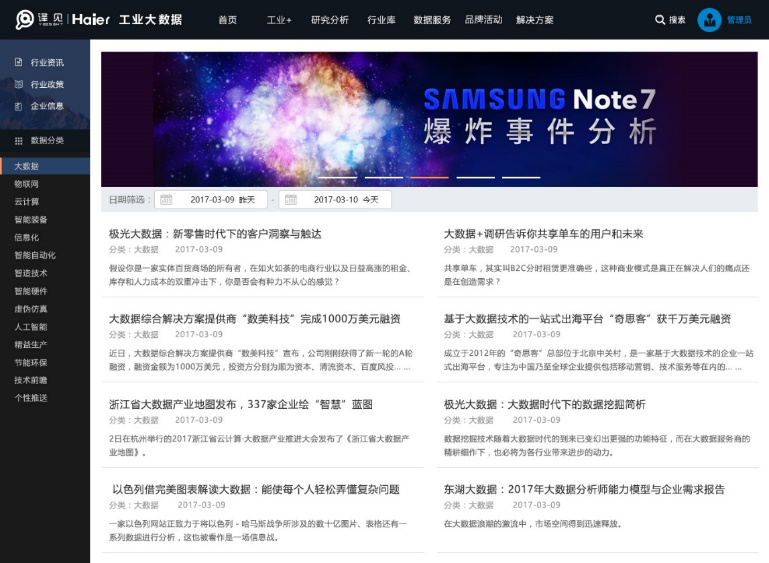 译见 Haier 工业大数据
首页 工业+ 研究分析 行业库 数据服务 品牌活动 解决方案 搜索 管理员
行业资讯
行业政策
企业信息
数据分类
大数据
物联网
云计算
智能装备
信息化
智能自动化
智造技术
智能硬件
虚伪仿真
人工智能
精益生产
节能环保
技术前瞻
个性推送
SAMSUNG Note7
爆炸事件分析
日期筛选： 2017-03-09 昨天 - 2017-03-10 今天
极光大数据：新零售时代下的客户洞察与触达
分类：大数据 2017-03-09
假设你是一家实体百货商场的所有者，在如火如荼的电商行业以及日益高涨的租金、
库存和人力成本的双重冲击下，你是否会有种力不从心的感觉？
大数据+调研告诉你共享单车的用户和未来
分类：大数据 2017-03-09
共享单车，其实叫B2C分时租赁更准确些，这种商业模式是真正在解决人们的痛点还
是在创造需求？
大数据综合解决方案提供商“数美科技”完成1000万美元融资
分类：大数据 2017-03-09
近日，大数据综合解决方案提供商“数美科技”宣布，公司刚刚获得了新一轮的A轮
融资，融资金额为1000万美元，投资方分别为顺为资本、清流资本、百度风投... ...
基于大数据技术的一站式出海平台“奇思客”获千万美元融资
分类：大数据 2017-03-09
成立于2012年的“奇思客”总部位于北京中关村，是一家基于大数据技术的企业一站
式出海平台，专注为中国乃至全球企业提供包括移动营销、技术服务等在内的... ...
浙江省大数据产业地图发布，337家企业绘“智慧”蓝图
分类：大数据 2017-03-09
2日在杭州举行的2017浙江省云计算·大数据产业推进大会发布了《浙江省大数据产
业地图》。
极光大数据：大数据时代下的数据挖掘简析
分类：大数据 2017-03-09
数据挖掘技术随着大数据时代的到来已变幻出更强的功能特征，而在大数据服务商的
精耕细作下，也必将为各行业带来进步的动力。
以色列借完美图表解读大数据：能使每个人轻松弄懂复杂问题
分类：大数据 2017-03-09
一家以色列网站正致力于将以色列 - 哈马斯战争所涉及的数十亿图片、表格还有一
系列数据进行分析，这也被看作是一场信息战。
东湖大数据：2017年大数据分析师能力模型与企业需求报告
分类：大数据 2017-03-09
在大数据浪潮的激流中，市场空间得到迅速释放。